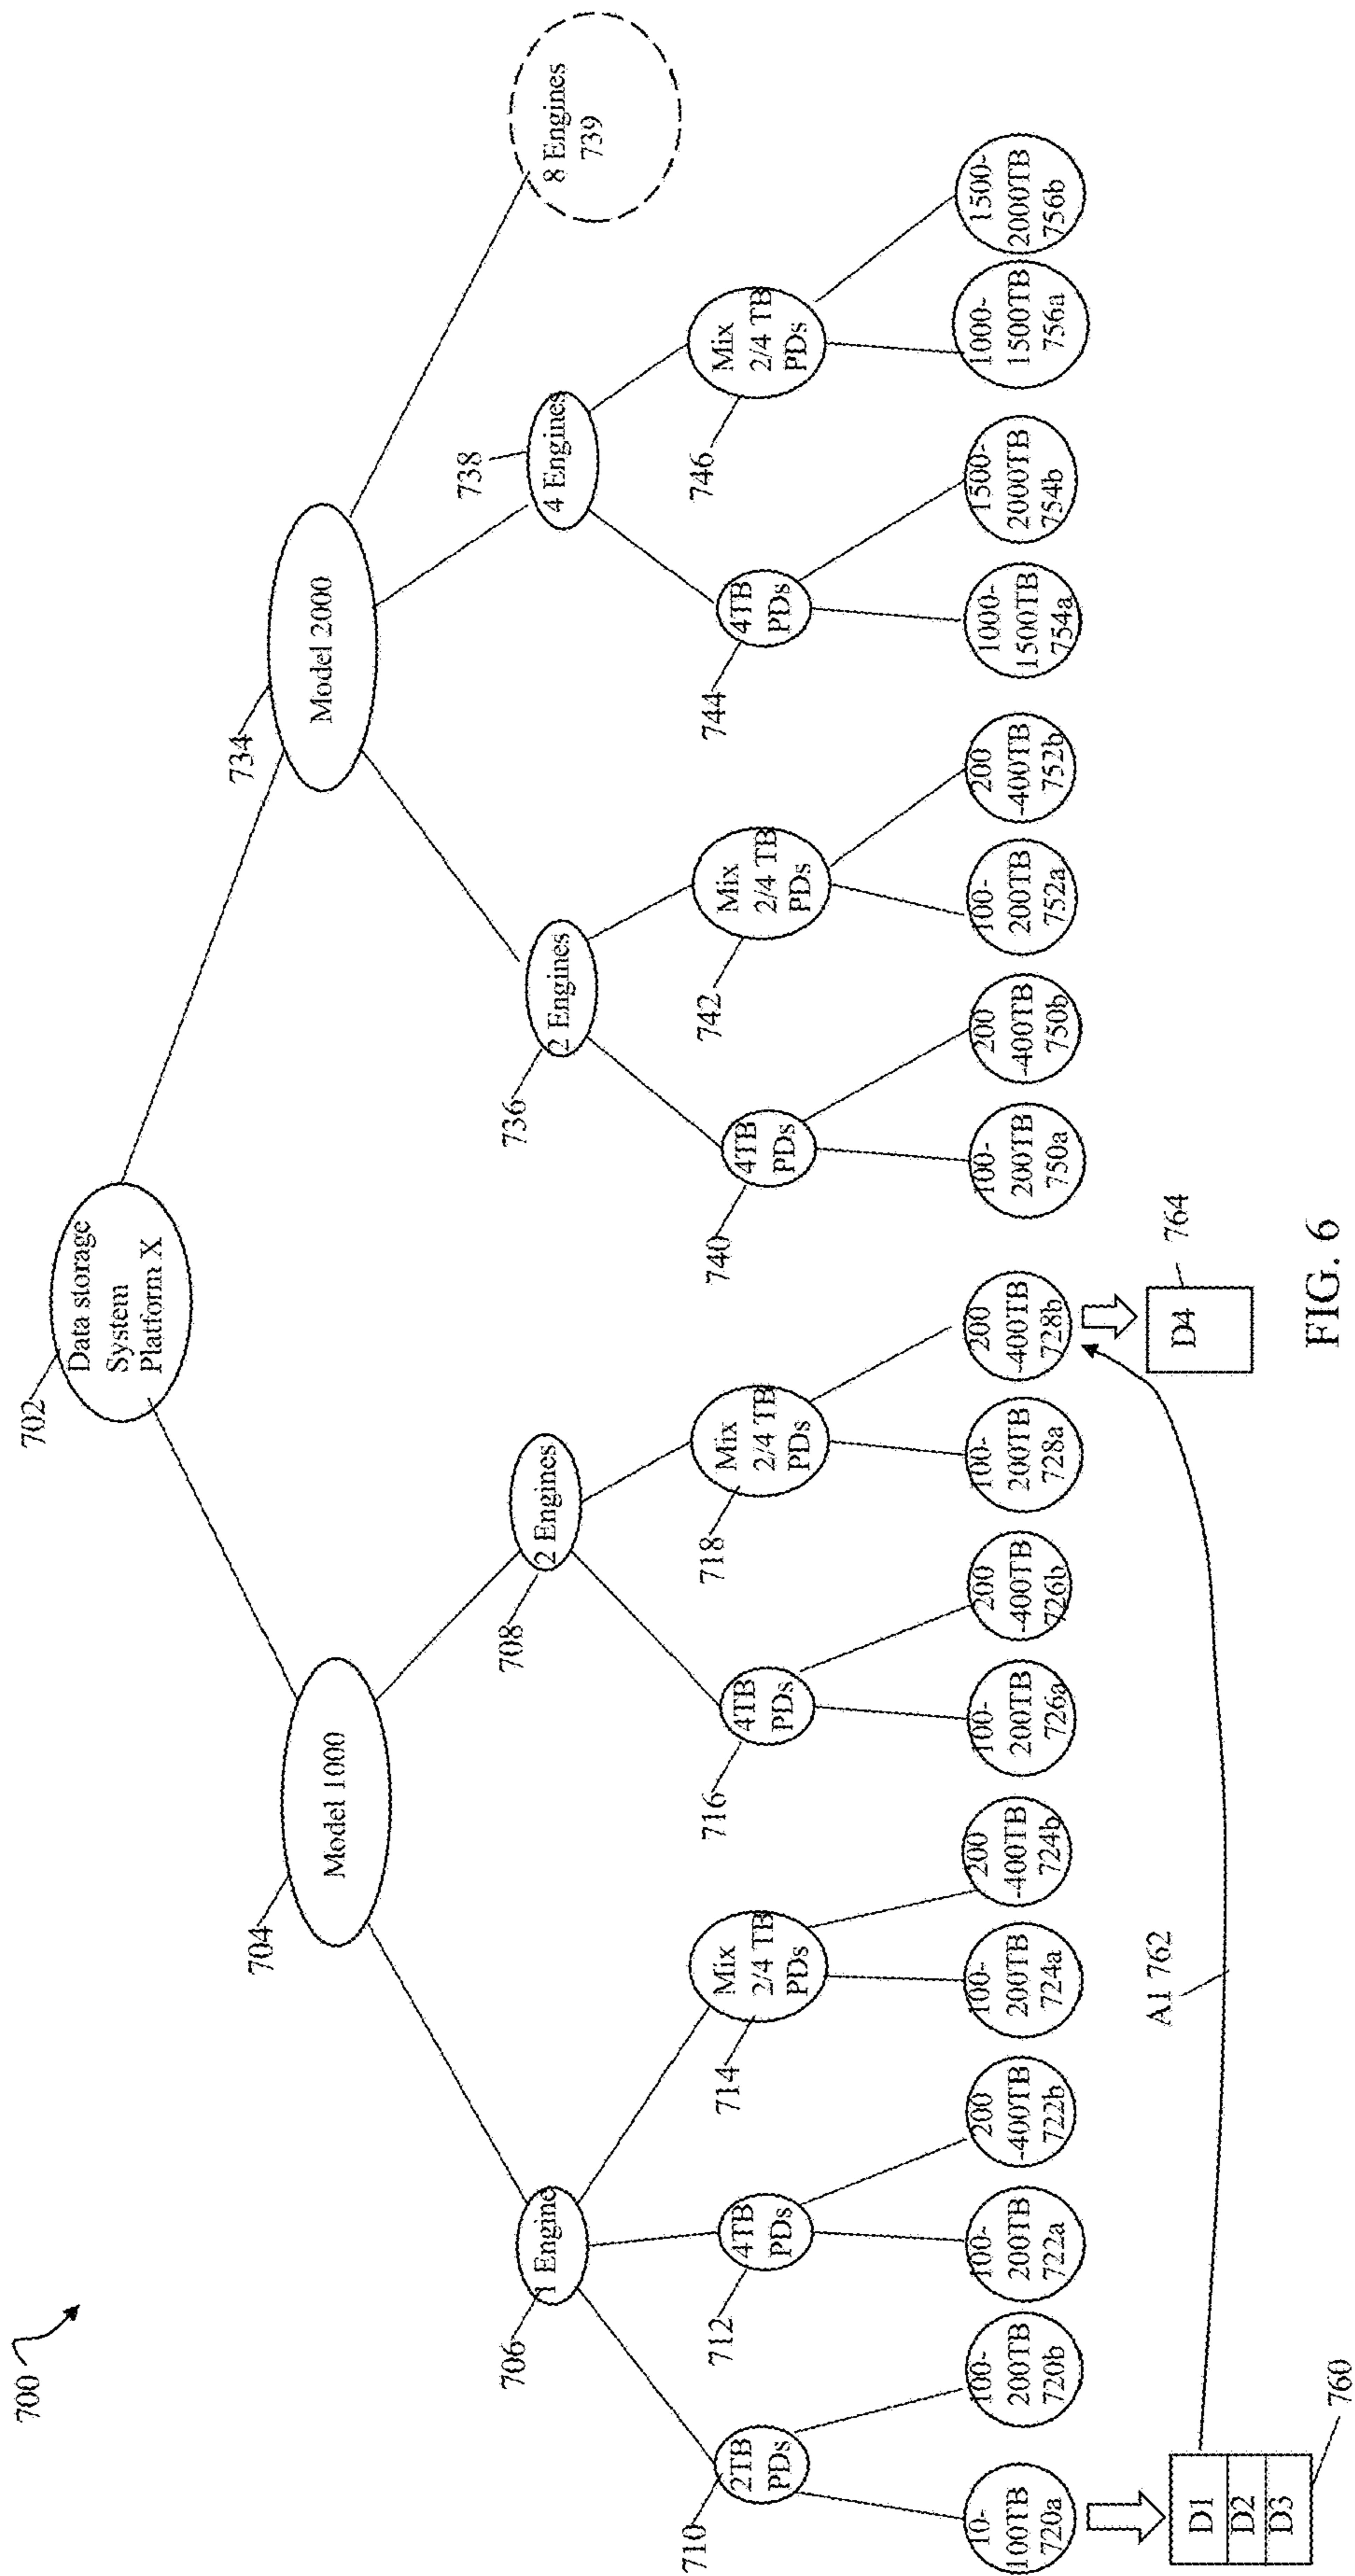 700
702
Data storage
System
Platform X
704
Model 1000
734
Model 2000
706
1 Engine
708
2 Engines
736
2 Engines
738
4 Engines
8 Engines
739
710
2TB
PDs
712
4TB
PDs
714
Mix
2/4 TB
PDs
716
4TB
PDs
718
Mix
2/4 TB
PDs
740
4TB
PDs
742
Mix
2/4 TB
PDs
744
4TB
PDs
746
Mix
2/4 TB
PDs
10-
100TB
720a
100-
200TB
720b
100-
200TB
722a
200
-400TB
722b
100-
200TB
724a
200
-400TB
724b
100-
200TB
726a
200
-400TB
726b
100-
200TB
728a
200
-400TB
728b
100-
200TB
750a
200
-400TB
750b
100-
200TB
752a
200
-400TB
752b
1000-
1500TB
754a
1500-
2000TB
754b
1000-
1500TB
756a
1500-
2000TB
756b
D1
D2
D3
760
A1 762
D4
764
FIG. 6